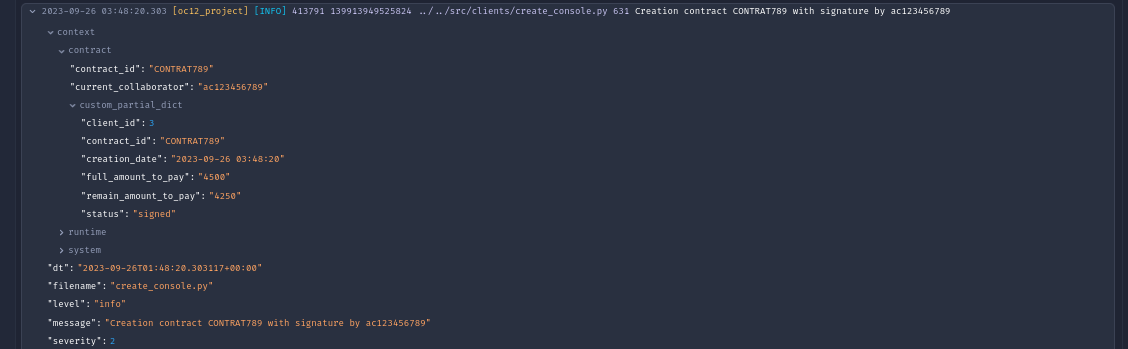 2023-09-26 03:48:20.303 [oc12_project] [INFO] 413791 139913949525824 ../../src/clients/create_console.py 631 Creation contract CONTRAT789 with signature by ac123456789
context
contract
"contract_id": "CONTRAT789"
"current_collaborator": "ac123456789"
custom_partial_dict
"client_id": 3
"contract_id": "CONTRAT789"
"creation_date": "2023-09-26 03:48:20"
"full_amount_to_pay": "4500"
"remain_amount_to_pay": "4250"
"status": "signed"
runtime
system
"dt": "2023-09-26T01:48:20.303117+00:00"
"filename": "create_console.py"
"level": "info"
"message": "Creation contract CONTRAT789 with signature by ac123456789"
"severity": 2